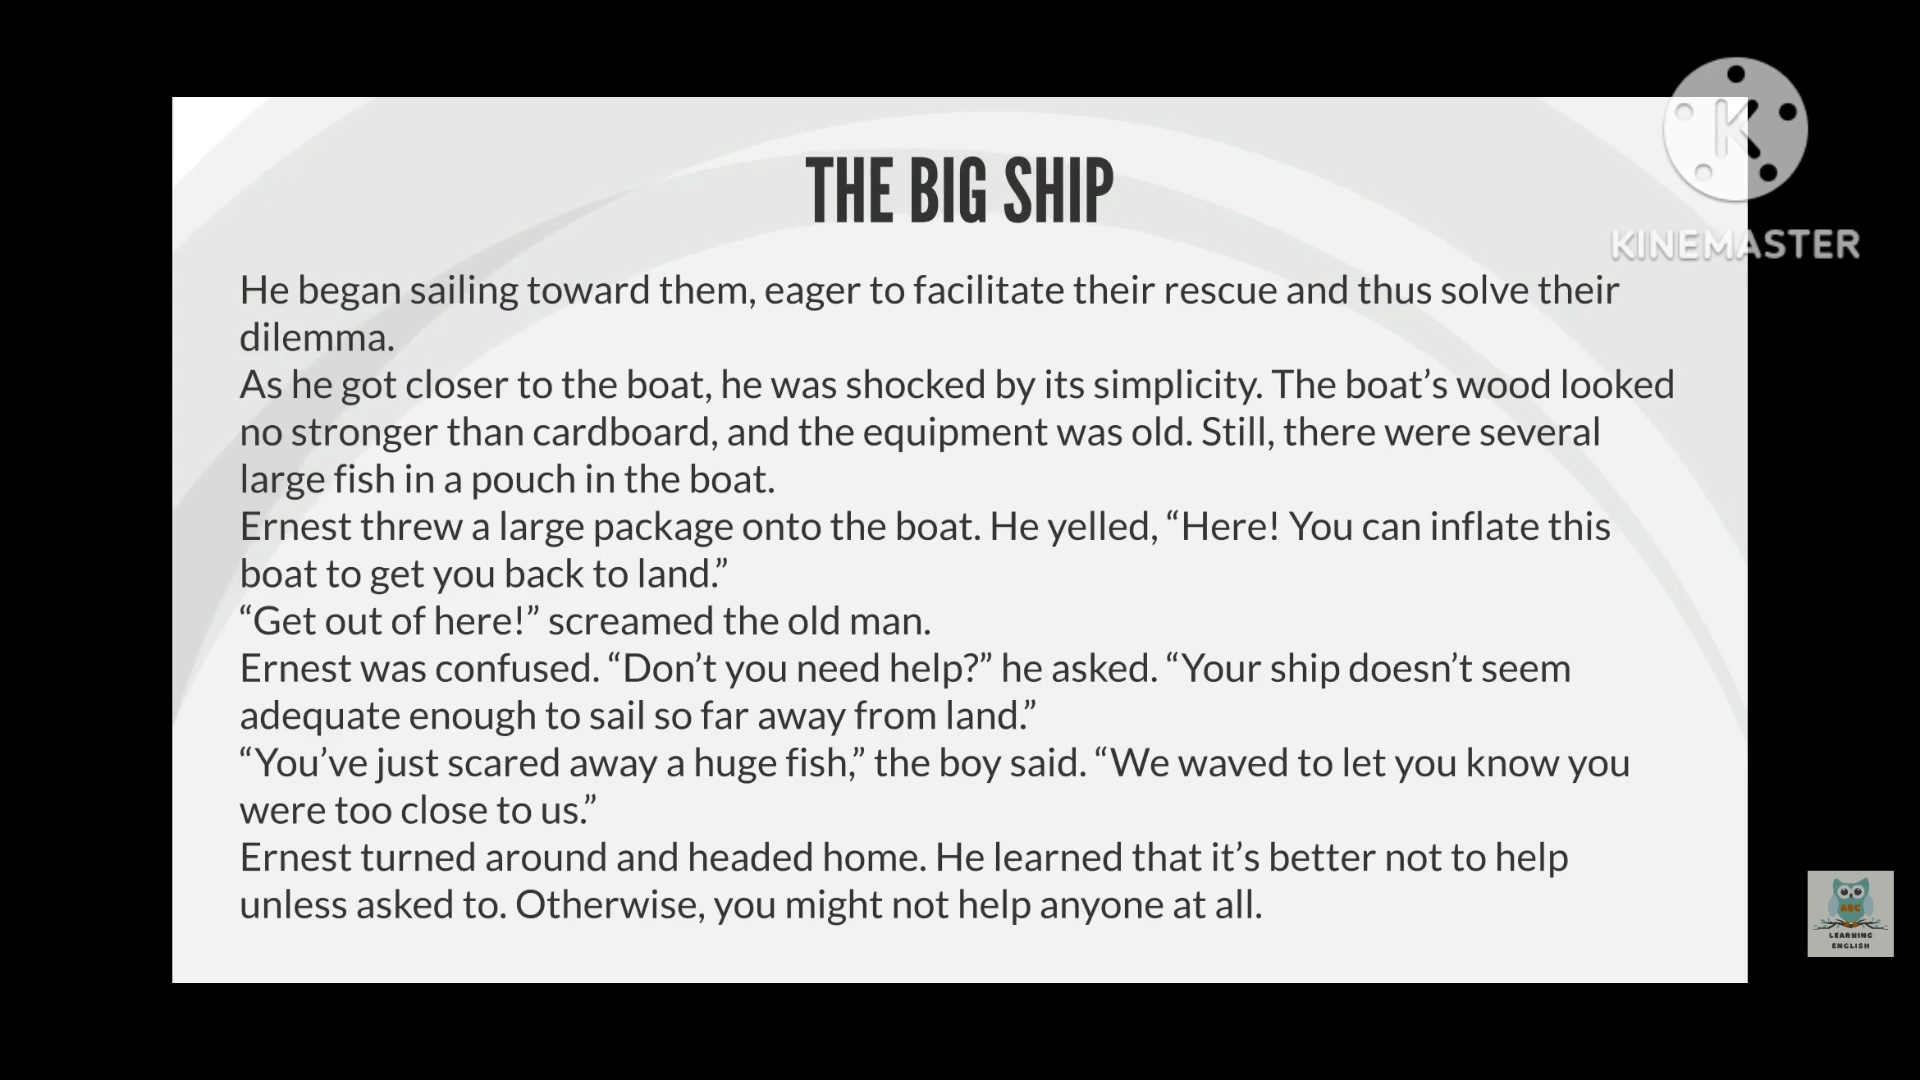 THE BIG SHIP
KINEMASTER
He began sailing toward them, eager to facilitate their rescue and thus solve their
dilemma.
As he got closer to the boat, he was shocked by its simplicity. The boat’s wood looked
no stronger than cardboard, and the equipment was old. Still, there were several
large fish in a pouch in the boat.
Ernest threw a large package onto the boat. He yelled, “Here! You can inflate this
boat to get you back to land.”
“Get out of here!” screamed the old man.
Ernest was confused. “Don’t you need help?” he asked. “Your ship doesn’t seem
adequate enough to sail so far away from land.”
“You’ve just scared away a huge fish,” the boy said. “We waved to let you know you
were too close to us.”
Ernest turned around and headed home. He learned that it’s better not to help
unless asked to. Otherwise, you might not help anyone at all.
K
ABC
LEARNING
ENGLISH